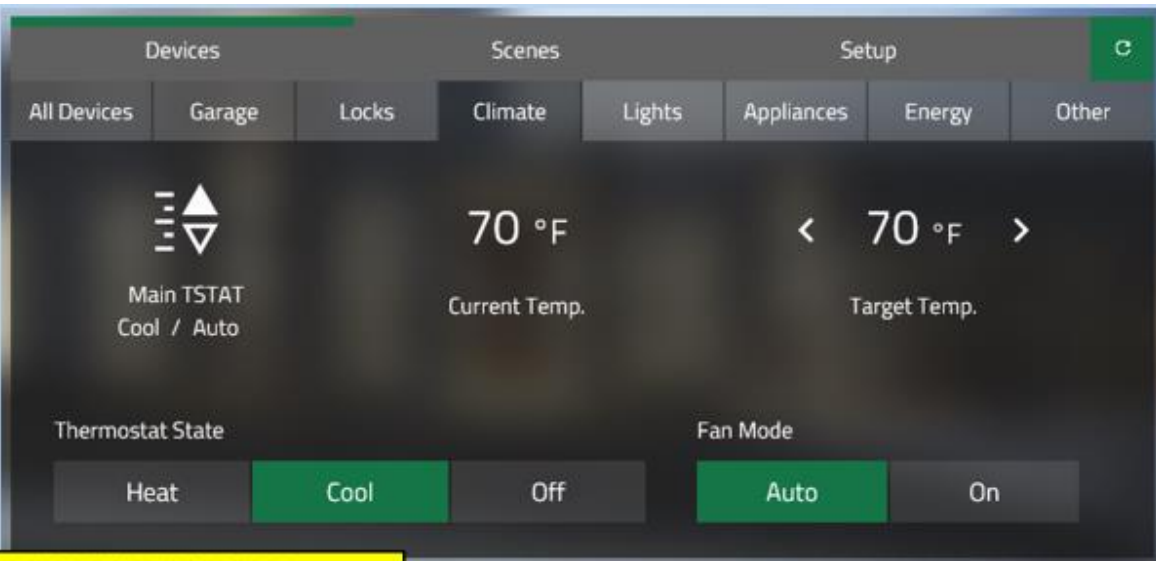 Devices Scenes Setup
All Devices Garage Locks Climate Lights Appliances Energy Other
70 °F
< 70 °F >
Main TSTAT
Cool / Auto
Current Temp.
Target Temp.
Thermostat State
Fan Mode
Heat Cool Off
Auto On